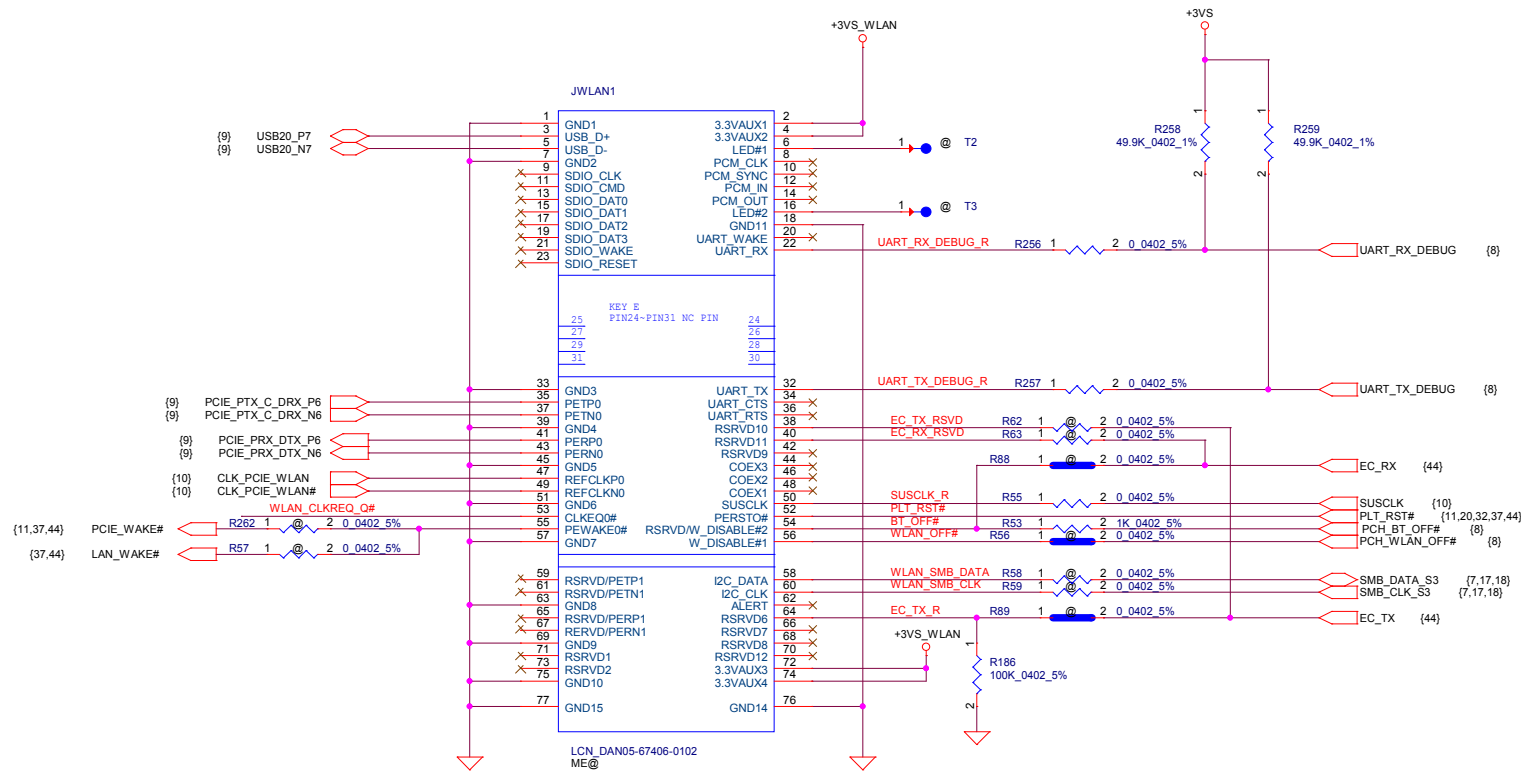 +3VS_WLAN
+3VS
JWLAN1
1 GND1
3 USB_D+
5 USB_D-
7 GND2
9 SDIO_CLK
11 SDIO_CMD
13 SDIO_DAT0
15 SDIO_DAT1
17 SDIO_DAT2
19 SDIO_DAT3
21 SDIO_WAKE
23 SDIO_RESET
{9} USB20_P7
{9} USB20_N7
3.3VAUX1 2
3.3VAUX2 4
LED#1 6
PCM_CLK 8
PCM_SYNC 10
PCM_IN 12
PCM_OUT 14
LED#2 16
GND11 18
UART_WAKE 20
UART_RX 22
1 @ T2
1 @ T3
1
R258
49.9K_0402_1%
2
1
R259
49.9K_0402_1%
2
UART_RX_DEBUG_R R256 1 2 0_0402_5% UART_RX_DEBUG {8}
KEY E
PIN24~PIN31 NC PIN
25 24
27 26
29 28
31 30
33 GND3
35 PETP0
37 PETN0
39 GND4
41 PERP0
43 PERN0
45 GND5
47 REFCLKP0
49 REFCLKN0
51 GND6
53 CLKEQ0#
55 PEWAKE0#
57 GND7
{9} PCIE_PTX_C_DRX_P6
{9} PCIE_PTX_C_DRX_N6
{9} PCIE_PRX_DTX_P6
{9} PCIE_PRX_DTX_N6
{10} CLK_PCIE_WLAN
{10} CLK_PCIE_WLAN#
WLAN_CLKREQ_Q#
{11,37,44} PCIE_WAKE# R262 1 @ 2 0_0402_5%
{37,44} LAN_WAKE# R57 1 @ 2 0_0402_5%
UART_TX 32
UART_CTS 34
UART_RTS 36
RSRVD10 38
RSRVD11 40
RSRVD9 42
COEX3 44
COEX2 46
COEX1 48
SUSCLK 50
PERSTO# 52
RSRVD/W_DISABLE#2 54
W_DISABLE#1 56
UART_TX_DEBUG_R R257 1 2 0_0402_5% UART_TX_DEBUG {8}
EC_TX_RSVD R62 1 @ 2 0_0402_5%
EC_RX_RSVD R63 1 @ 2 0_0402_5%
R88 1 @ 2 0_0402_5% EC_RX {44}
SUSCLK_R R55 1 2 0_0402_5% SUSCLK {10}
PLT_RST# PLT_RST# {11,20,32,37,44}
BT_OFF# R53 1 @ 2 1K_0402_5% PCH_BT_OFF# {8}
WLAN_OFF# R56 1 @ 2 0_0402_5% PCH_WLAN_OFF# {8}
59 RSRVD/PETP1
61 RSRVD/PETN1
63 GND8
65 RSRVD/PERP1
67 RERVD/PERN1
69 GND9
71 RSRVD1
73 RSRVD2
75 GND10
77 GND15
I2C_DATA 58
I2C_CLK 60
ALERT 62
RSRVD6 64
RSRVD7 66
RSRVD8 68
RSRVD12 70
3.3VAUX3 72
3.3VAUX4 74
GND14 76
WLAN_SMB_DATA R58 1 @ 2 0_0402_5% SMB_DATA_S3 {7,17,18}
WLAN_SMB_CLK R59 1 @ 2 0_0402_5% SMB_CLK_S3 {7,17,18}
EC_TX_R R89 1 @ 2 0_0402_5% EC_TX {44}
+3VS_WLAN
1
R186
100K_0402_5%
2
LCN_DAN05-67406-0102
ME@